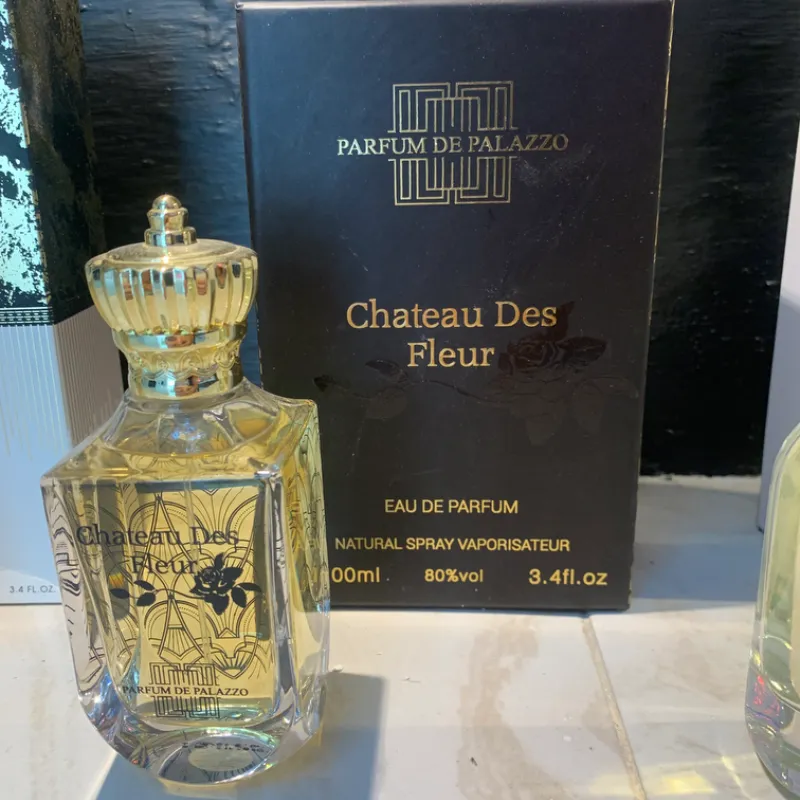 PARFUM DE PALAZZO
Chateau Des
Fleur
EAU DE PARFUM
NATURAL SPRAY VAPORISATEUR
00ml 80%vol 3.4fl.oz
Chateau Des
Fleur
PARFUM DE PALAZZO
3.4 FL.OZ.